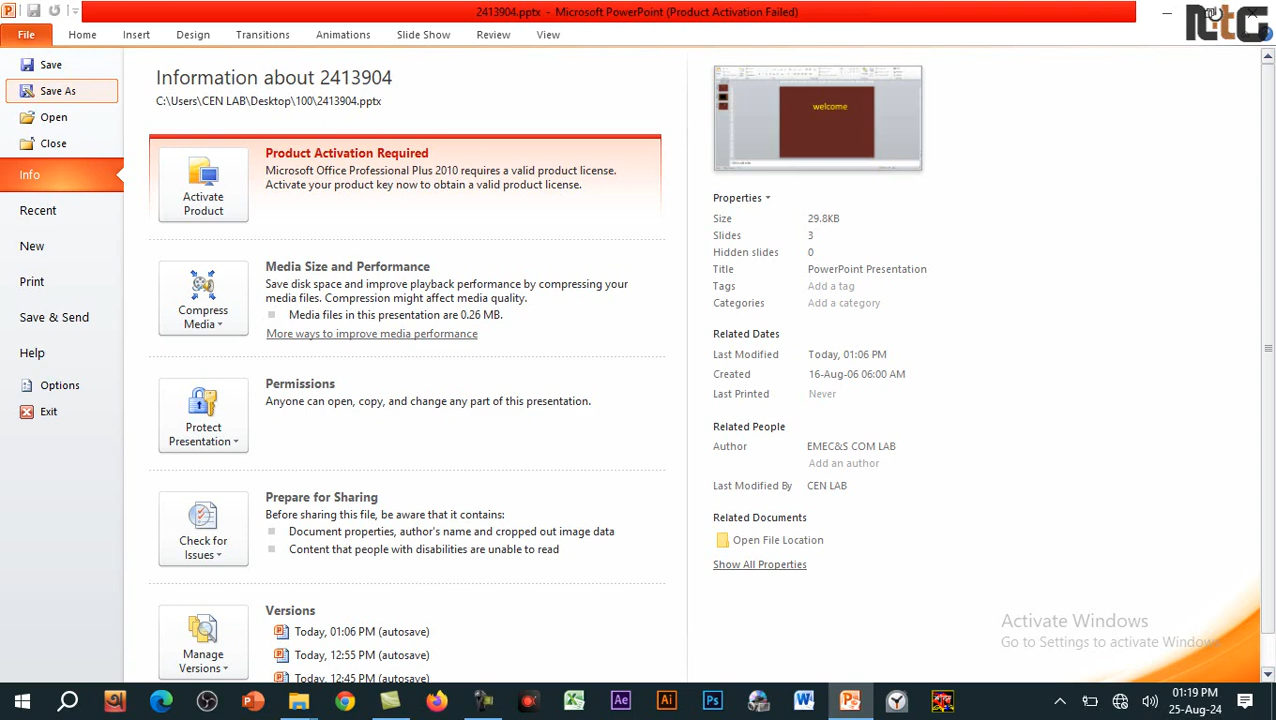 2413904.pptx - Microsoft PowerPoint (Product Activation Failed)
File Home Insert Design Transitions Animations Slide Show Review View
Save
Save As
Open
Close
Info
Recent
New
Print
Save & Send
Help
Options
Exit
Information about 2413904
C:\Users\CEN LAB\Desktop\100\2413904.pptx
Activate
Product
Product Activation Required
Microsoft Office Professional Plus 2010 requires a valid product license.
Activate your product key now to obtain a valid product license.
Compress
Media
Media Size and Performance
Save disk space and improve playback performance by compressing your
media files. Compression might affect media quality.
Media files in this presentation are 0.26 MB.
More ways to improve media performance
Protect
Presentation
Permissions
Anyone can open, copy, and change any part of this presentation.
Check for
Issues
Prepare for Sharing
Before sharing this file, be aware that it contains:
Document properties, author's name and cropped out image data
Content that people with disabilities are unable to read
Manage
Versions
Versions
Today, 01:06 PM (autosave)
Today, 12:55 PM (autosave)
Today, 12:45 PM (autosave)
welcome
Properties
Size 29.8KB
Slides 3
Hidden slides 0
Title PowerPoint Presentation
Tags Add a tag
Categories Add a category
Related Dates
Last Modified Today, 01:06 PM
Created 16-Aug-06 06:00 AM
Last Printed Never
Related People
Author EMEC&S COM LAB
Add an author
Last Modified By CEN LAB
Related Documents
Open File Location
Show All Properties
Activate Windows
Go to Settings to activate Windows.
Ae Ai Ps
01:19 PM
25-Aug-24